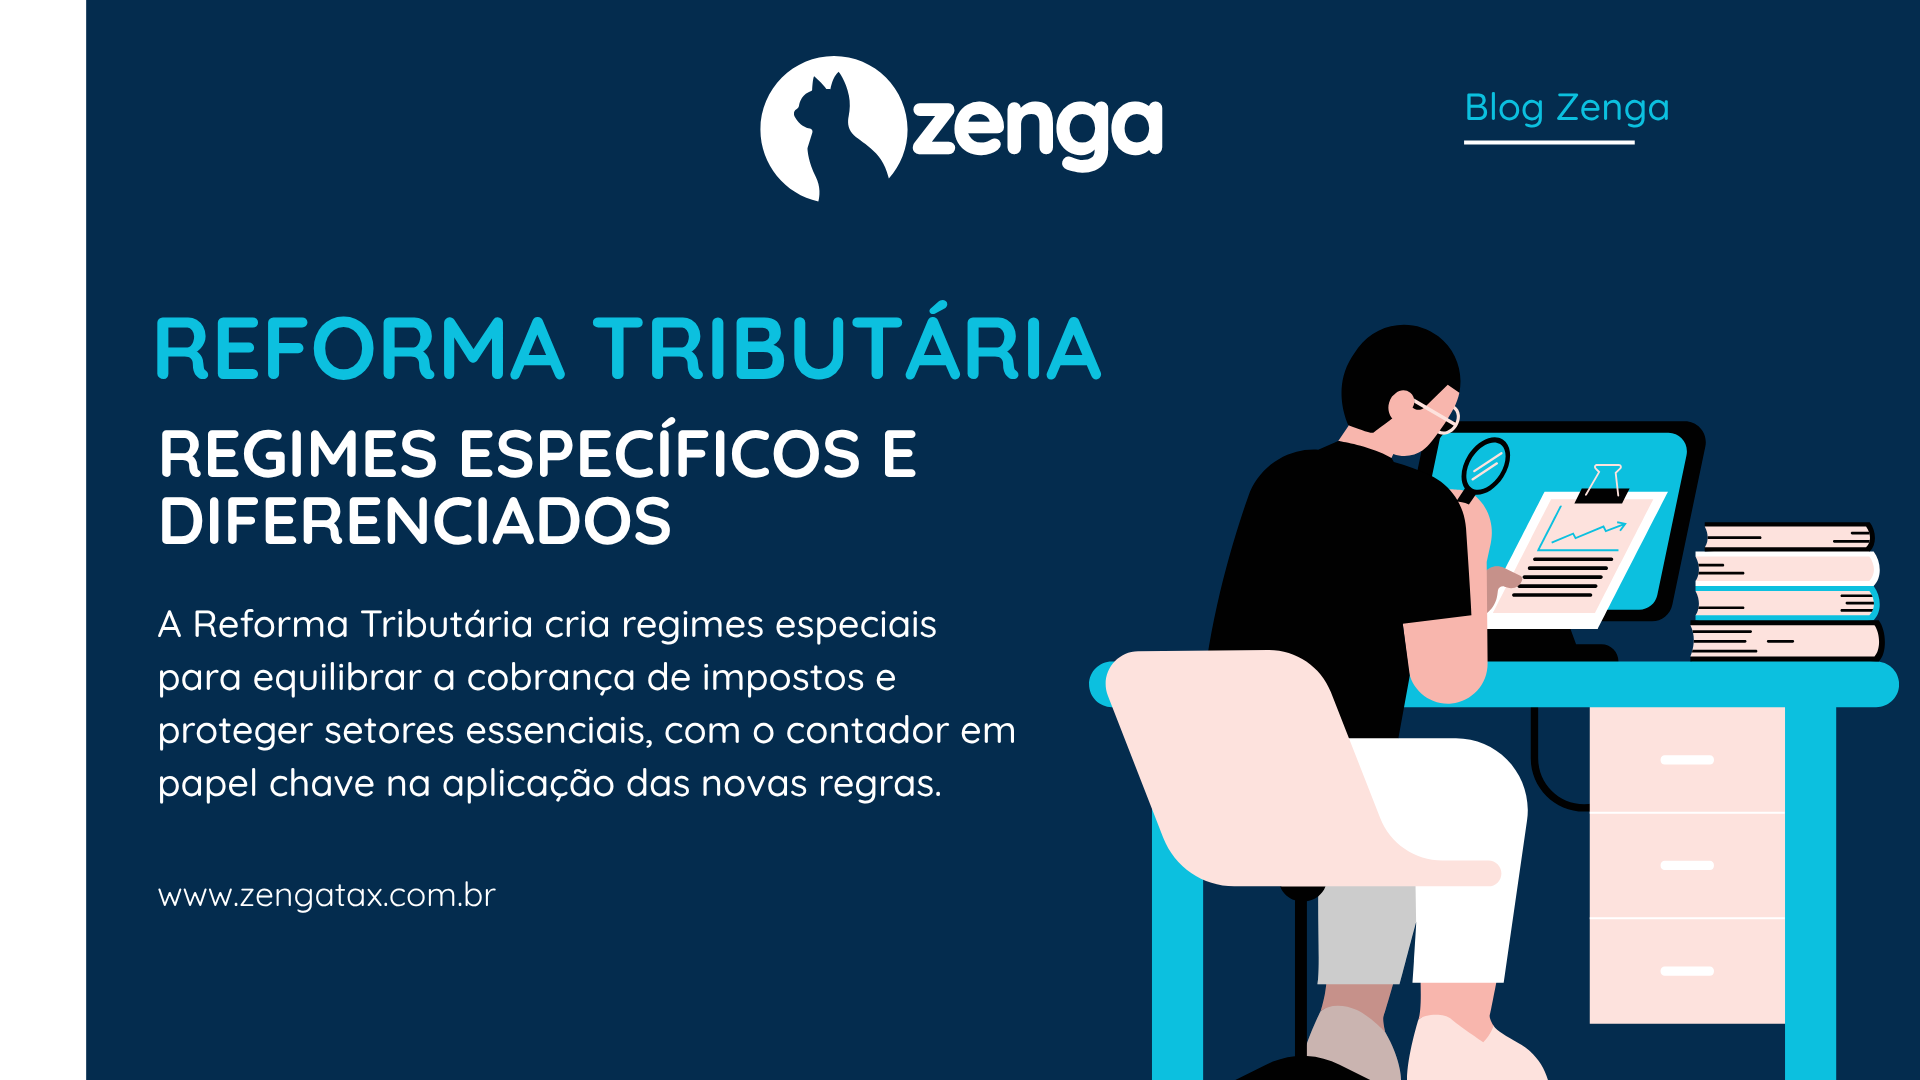 zenga
Blog Zenga
REFORMA TRIBUTÁRIA
REGIMES ESPECÍFICOS E
DIFERENCIADOS
A Reforma Tributária cria regimes especiais
para equilibrar a cobrança de impostos e
proteger setores essenciais, com o contador em
papel chave na aplicação das novas regras.
www.zengatax.com.br